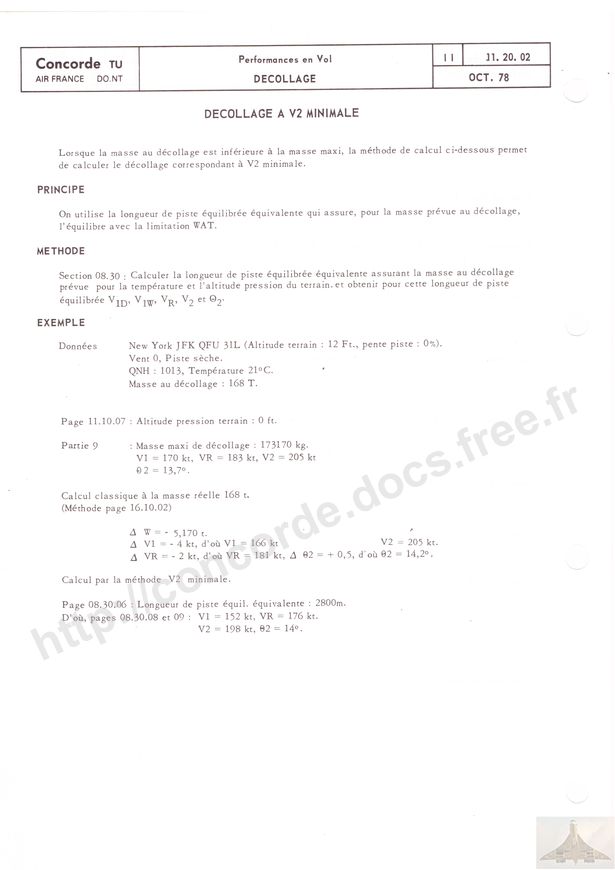 Concorde TU
AIR FRANCE DO.NT
Performances en Vol
DECOLLAGE
11
11. 20. 02
OCT. 78
DECOLLAGE A V2 MINIMALE
Lorsque la masse au décollage est inférieure à la masse maxi, la méthode de calcul ci-dessous permet
de calculer le décollage correspondant à V2 minimale.
PRINCIPE
On utilise la longueur de piste équilibrée équivalente qui assure, pour la masse prévue au décollage,
l'équilibre avec la limitation WAT.
METHODE
Section 08.30 : Calculer la longueur de piste équilibrée équivalente assurant la masse au décollage
prévue pour la température et l'altitude pression du terrain. et obtenir pour cette longueur de piste
équilibrée V1D, V1W, VR, V2 et Θ2.
EXEMPLE
Données New York JFK QFU 31L (Altitude terrain : 12 Ft., pente piste : 0%).
Vent 0, Piste sèche.
QNH : 1013, Température 21°C.
Masse au décollage : 168 T.
Page 11.10.07 : Altitude pression terrain : 0 ft.
Partie 9 : Masse maxi de décollage : 173170 kg.
V1 = 170 kt, VR = 183 kt, V2 = 205 kt
θ2 = 13,7°.
Calcul classique à la masse réelle 168 t.
(Méthode page 16.10.02)
Δ W = - 5,170 t.
Δ V1 = - 4 kt, d'où V1 = 166 kt V2 = 205 kt.
Δ VR = - 2 kt, d'où VR = 181 kt, Δ θ2 = + 0,5, d'où θ2 = 14,2°.
Calcul par la méthode V2 minimale.
Page 08.30.06 : Longueur de piste équil. équivalente : 2800m.
D'où, pages 08.30.08 et 09 : V1 = 152 kt, VR = 176 kt.
V2 = 198 kt, θ2 = 14°.
http://concorde.docs.free.fr